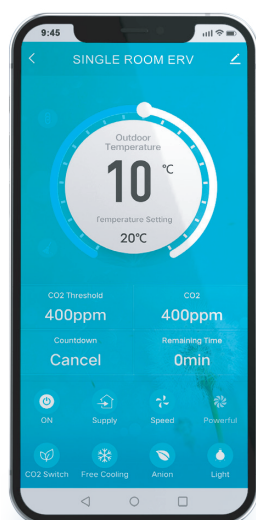 9:45
SINGLE ROOM ERV
Outdoor
Temperature
10 °C
Temperature Setting
20°C
CO2 Threshold CO2
400ppm 400ppm
Countdown Remaining Time
Cancel 0min
ON Supply Speed Powerful
CO2 Switch Free Cooling Anion Light